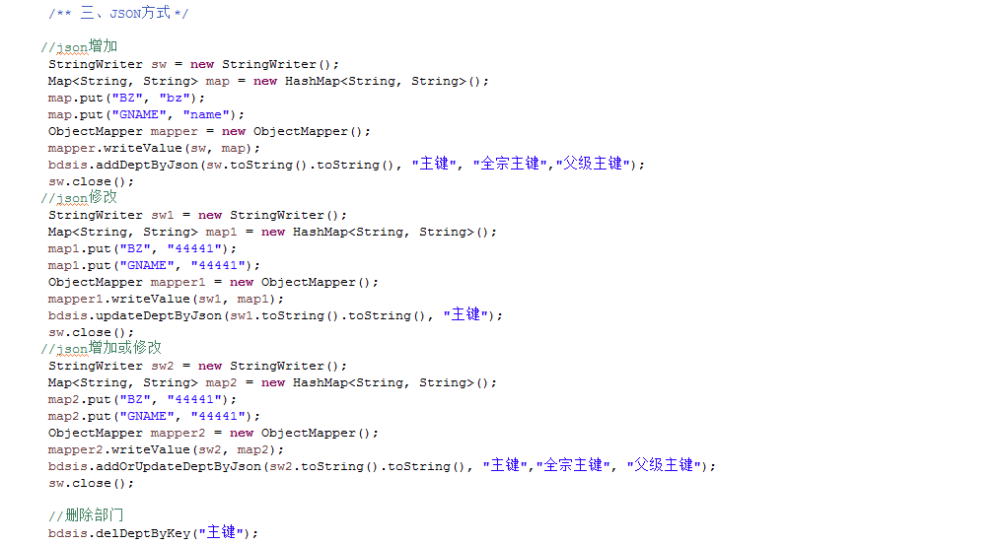 /** 三、JSON方式 */
//json增加
StringWriter sw = new StringWriter();
Map<String, String> map = new HashMap<String, String>();
map.put("BZ", "bz");
map.put("GNAME", "name");
ObjectMapper mapper = new ObjectMapper();
mapper.writeValue(sw, map);
bdsis.addDeptByJson(sw.toString().toString(), "主键", "全宗主键","父级主键");
sw.close();
//json修改
StringWriter sw1 = new StringWriter();
Map<String, String> map1 = new HashMap<String, String>();
map1.put("BZ", "44441");
map1.put("GNAME", "44441");
ObjectMapper mapper1 = new ObjectMapper();
mapper1.writeValue(sw1, map1);
bdsis.updateDeptByJson(sw1.toString().toString(), "主键");
sw.close();
//json增加或修改
StringWriter sw2 = new StringWriter();
Map<String, String> map2 = new HashMap<String, String>();
map2.put("BZ", "44441");
map2.put("GNAME", "44441");
ObjectMapper mapper2 = new ObjectMapper();
mapper2.writeValue(sw2, map2);
bdsis.addOrUpdateDeptByJson(sw2.toString().toString(), "主键","全宗主键", "父级主键");
sw.close();
//删除部门
bdsis.delDeptByKey("主键");